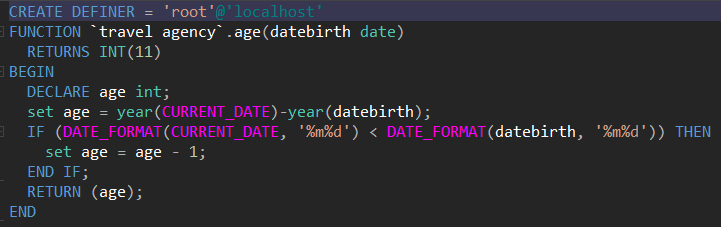 CREATE DEFINER = 'root'@'localhost'
FUNCTION `travel agency`.age(datebirth date)
RETURNS INT(11)
BEGIN
DECLARE age int;
set age = year(CURRENT_DATE)-year(datebirth);
IF (DATE_FORMAT(CURRENT_DATE, '%m%d') < DATE_FORMAT(datebirth, '%m%d')) THEN
set age = age - 1;
END IF;
RETURN (age);
END